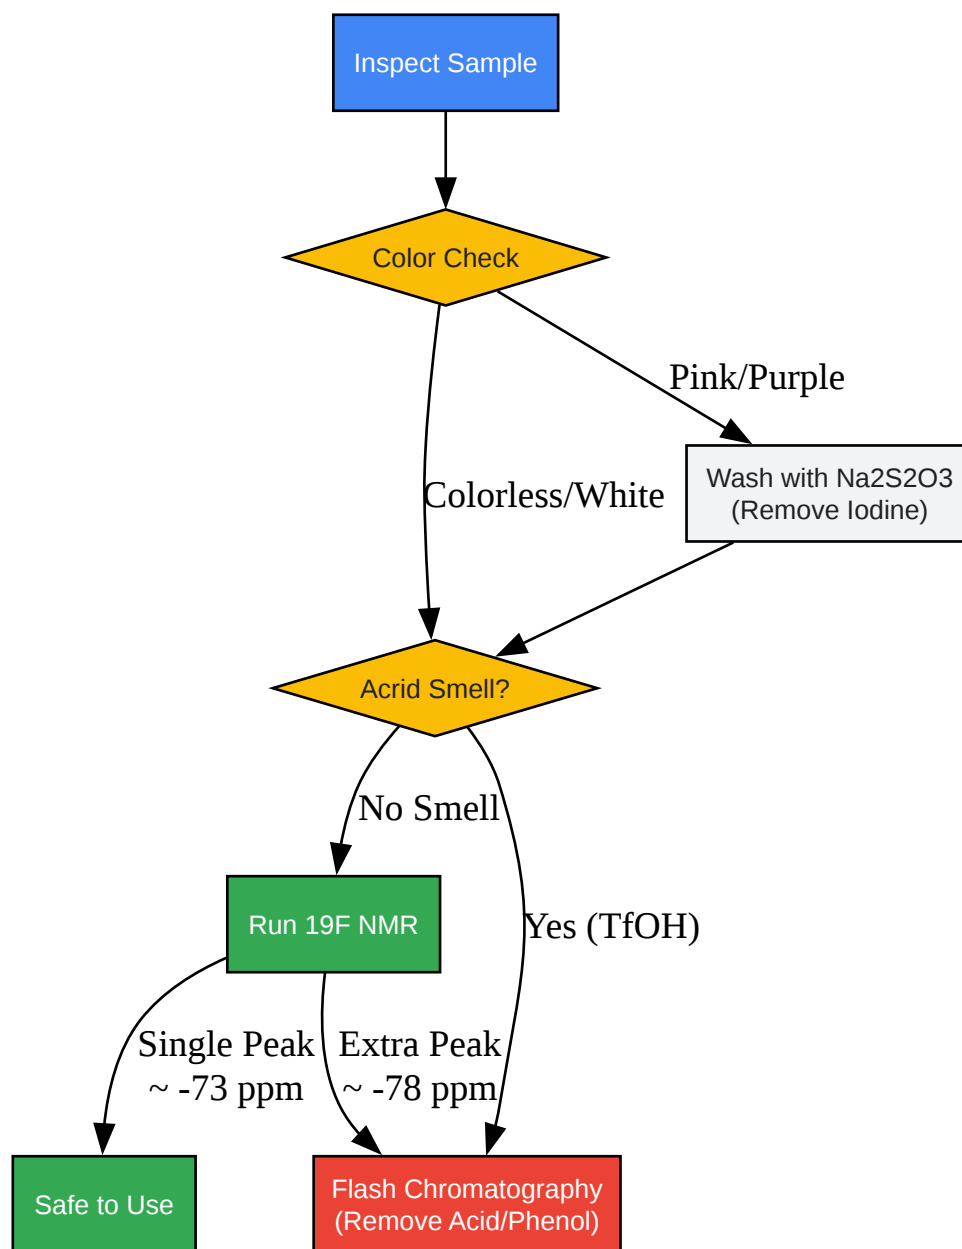 Inspect Sample
Color Check
Pink/Purple
Wash with Na2S2O3
(Remove Iodine)
Colorless/White
Acrid Smell?
No Smell
Run 19F NMR
Yes (TfOH)
Single Peak
~ -73 ppm
Extra Peak
~ -78 ppm
Safe to Use
Flash Chromatography
(Remove Acid/Phenol)